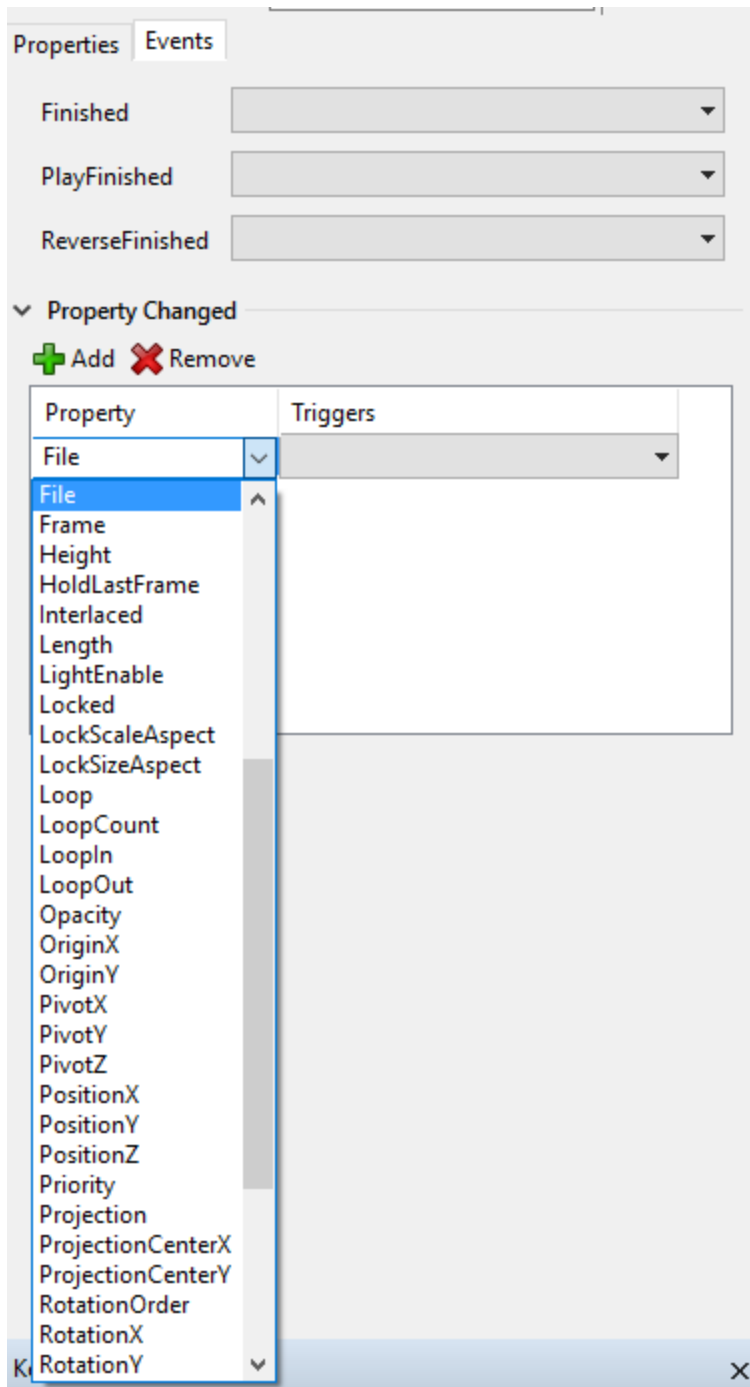 Properties Events
Finished
PlayFinished
ReverseFinished
Property Changed
Add Remove
Property Triggers
File
File
Frame
Height
HoldLastFrame
Interlaced
Length
LightEnable
Locked
LockScaleAspect
LockSizeAspect
Loop
LoopCount
LoopIn
LoopOut
Opacity
OriginX
OriginY
PivotX
PivotY
PivotZ
PositionX
PositionY
PositionZ
Priority
Projection
ProjectionCenterX
ProjectionCenterY
RotationOrder
RotationX
RotationY